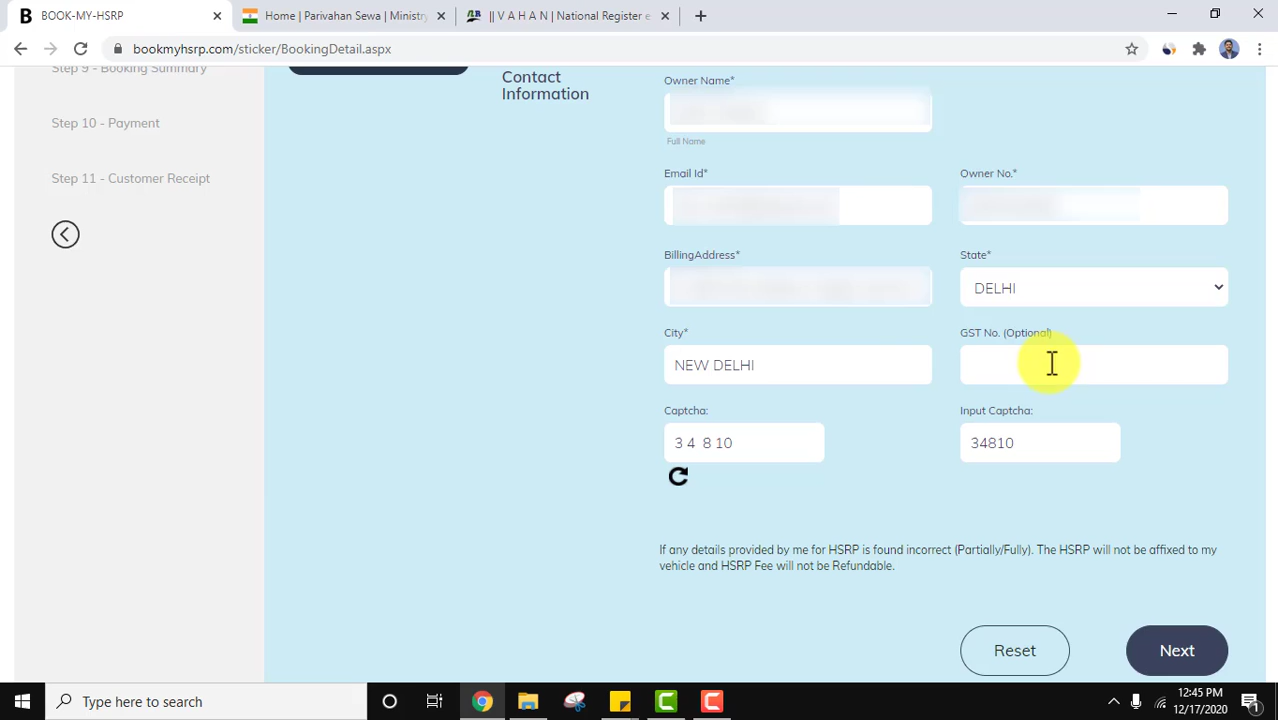 BOOK-MY-HSRP
Home | Parivahan Sewa | Ministry
|| V A H A N | National Register e
bookmyhsrp.com/sticker/BookingDetail.aspx
Step 9 - Booking Summary
Step 10 - Payment
Step 11 - Customer Receipt
Contact
Information
Owner Name*
Full Name
Email Id*
Owner No.*
BillingAddress*
State*
DELHI
City*
GST No. (Optional)
NEW DELHI
Captcha:
Input Captcha:
3 4 8 10
34810
If any details provided by me for HSRP is found incorrect (Partially/Fully). The HSRP will not be affixed to my
vehicle and HSRP Fee will not be Refundable.
Reset
Next
Type here to search
12:45 PM
12/17/2020